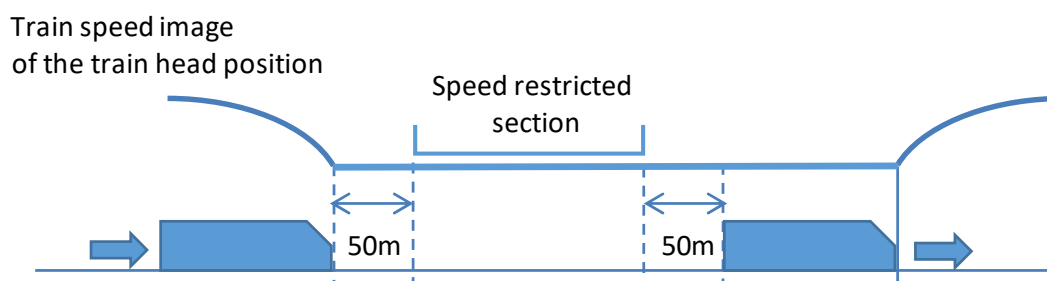 Train speed image
of the train head position
Speed restricted
section
50m
50m